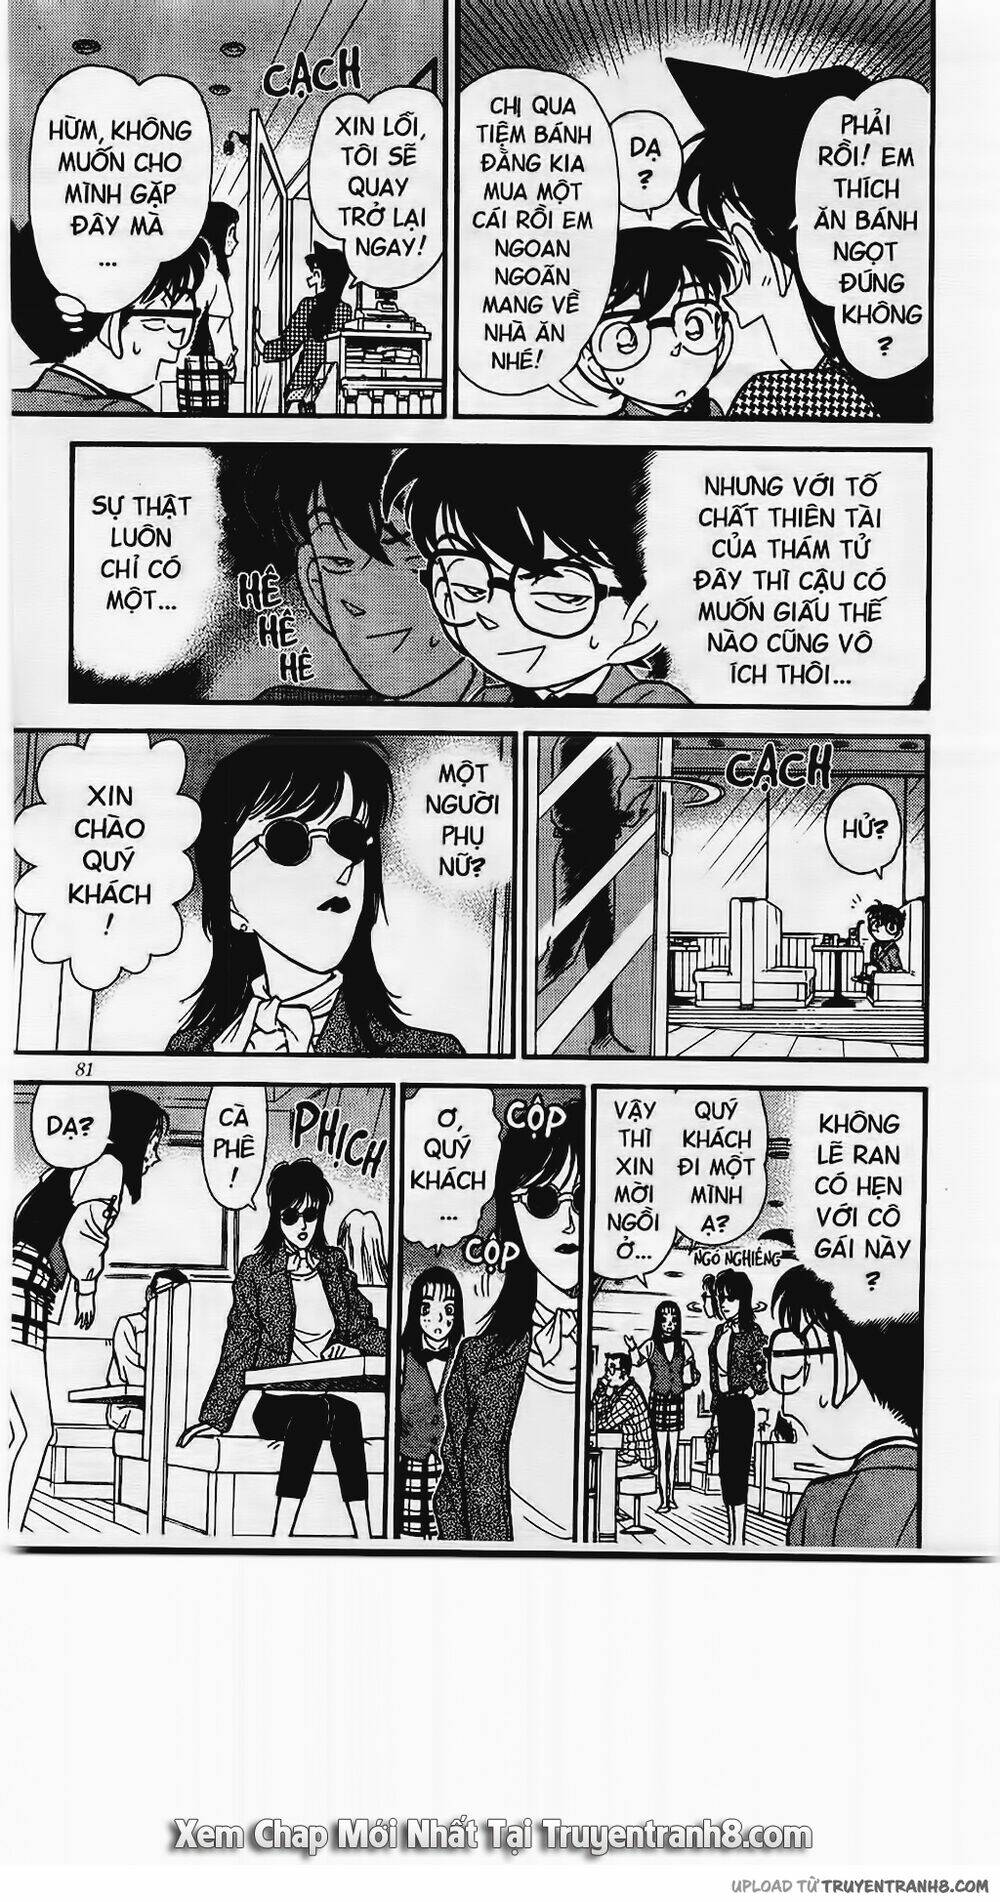 PHẢI
RỒI! EM
THÍCH
ĂN BÁNH
NGỌT
ĐÚNG
KHÔNG
?
DẠ
?
CHỊ QUA
TIỆM BÁNH
ĐẰNG KIA
MUA MỘT
CÁI RỒI EM
NGOAN
NGOÃN
MANG VỀ
NHÀ ĂN
NHÉ!
CẠCH
XIN LỖI,
TÔI SẼ
QUAY
TRỞ LẠI
NGAY!
HỪM, KHÔNG
MUỐN CHO
MÌNH GẶP
ĐÂY MÀ
...
NHƯNG VỚI TỐ
CHẤT THIÊN TÀI
CỦA THÁM TỬ
ĐÂY THÌ CẬU CÓ
MUỐN GIẤU THẾ
NÀO CŨNG VÔ
ÍCH THÔI...
HÊ
HÊ
HÊ
SỰ THẬT
LUÔN
CHỈ CÓ
MỘT...
CẠCH
HỬ?
MỘT
NGƯỜI
PHỤ
NỮ?
XIN
CHÀO
QUÝ
KHÁCH
!
81
KHÔNG
LẼ RAN
CÓ HẸN
VỚI CÔ
GÁI NÀY
?
QUÝ
KHÁCH
ĐI MỘT
MÌNH
Ạ?
NGÓ NGHIÊNG
VẬY
THÌ
XIN
MỜI
NGỒI
Ở...
CỘP
Ơ,
QUÝ
KHÁCH
...
CỘP
PHỊCH
CÀ
PHÊ
!
DẠ?
Xem Chap Mới Nhất Tại Truyentranh8.com
UPLOAD TỪ TRUYENTRANH8.COM